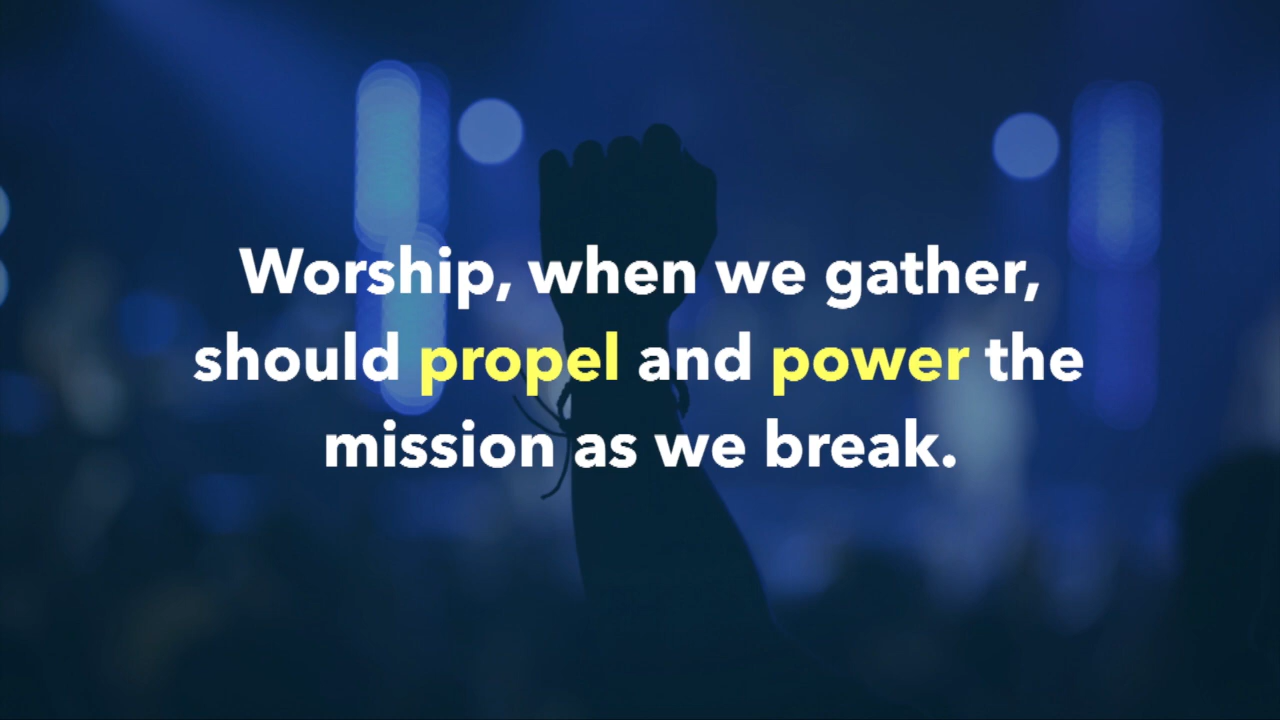 Worship, when we gather,
should propel and power the
mission as we break.